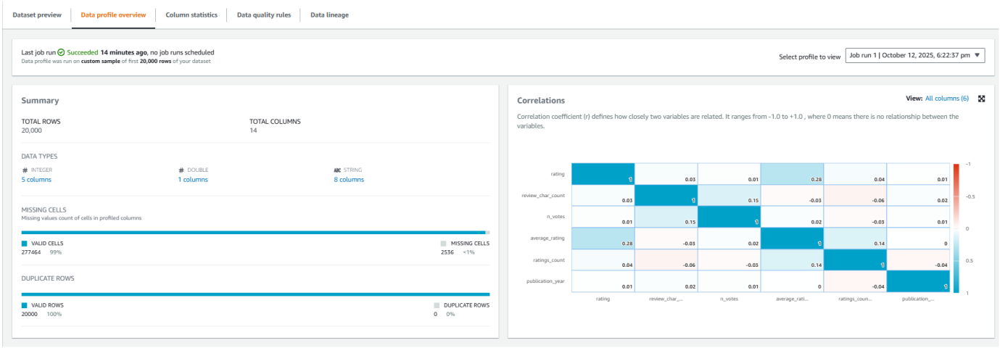 Dataset preview
Data profile overview
Column statistics
Data quality rules
Data lineage
Last job run Succeeded 14 minutes ago, no job runs scheduled
Data profile was run on custom sample of first 20,000 rows of your dataset
Select profile to view
Job run 1 | October 12, 2025, 6:22:37 pm
Summary
TOTAL ROWS
20,000
TOTAL COLUMNS
14
DATA TYPES
# INTEGER
5 columns
# DOUBLE
1 columns
ABC STRING
8 columns
MISSING CELLS
Missing values count of cells in profiled columns
VALID CELLS
277464 99%
MISSING CELLS
2536 <1%
DUPLICATE ROWS
VALID ROWS
20000 100%
DUPLICATE ROWS
0 0%
Correlations
View: All columns (6)
Correlation coefficient (r) defines how closely two variables are related. It ranges from -1.0 to +1.0 , where 0 means there is no relationship between the
variables.
rating 1 0.03 0.01 0.28 0.04 0.01
review_char_count 0.03 1 0.15 -0.03 -0.06 0.02
n_votes 0.01 0.15 1 0.02 -0.03 0.01
average_rating 0.28 -0.03 0.02 1 0.14 0
ratings_count 0.04 -0.06 -0.03 0.14 1 -0.04
publication_year 0.01 0.02 0.01 0 -0.04 1
rating review_char_... n_votes average_rati... ratings_coun... publication_...
-1
-0.5
0
0.5
1